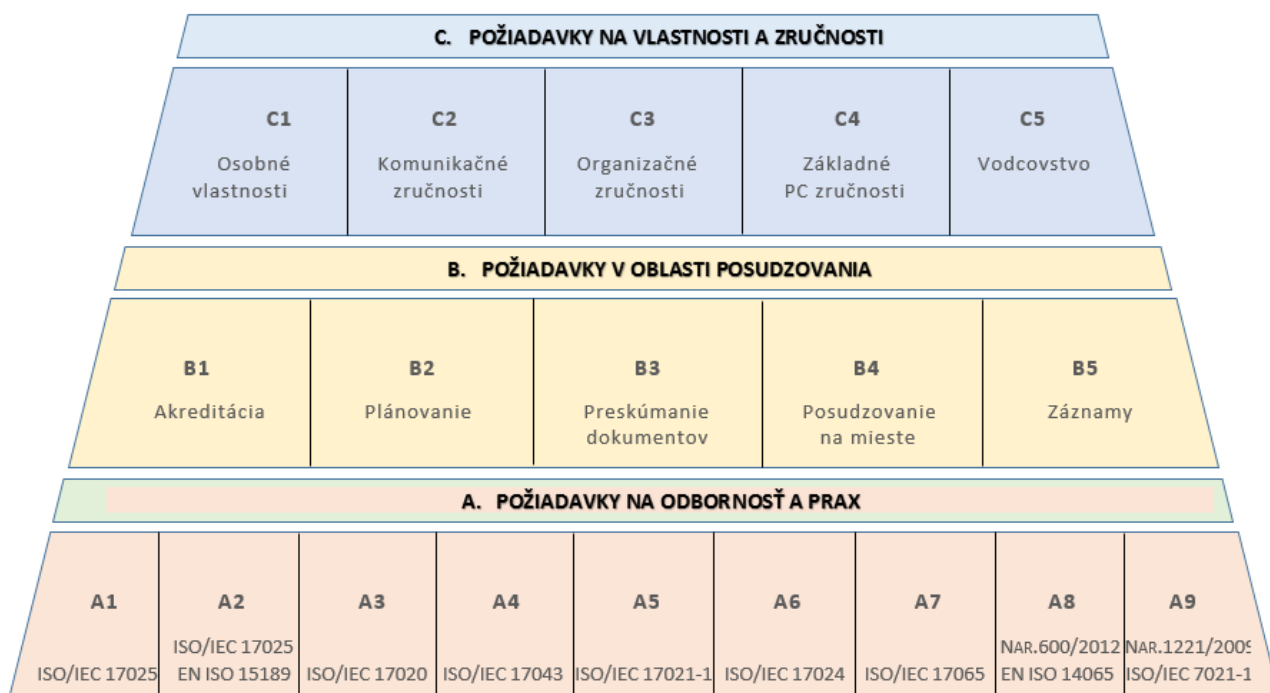 C. POŽIADAVKY NA VLASTNOSTI A ZRUČNOSTI
C1
Osobné
vlastnosti
C2
Komunikačné
zručnosti
C3
Organizačné
zručnosti
C4
Základné
PC zručnosti
C5
Vodcovstvo
B. POŽIADAVKY V OBLASTI POSUDZOVANIA
B1
Akreditácia
B2
Plánovanie
B3
Preskúmanie
dokumentov
B4
Posudzovanie
na mieste
B5
Záznamy
A. POŽIADAVKY NA ODBORNOSŤ A PRAX
A1
ISO/IEC 17025
A2
ISO/IEC 17025
EN ISO 15189
A3
ISO/IEC 17020
A4
ISO/IEC 17043
A5
ISO/IEC 17021-1
A6
ISO/IEC 17024
A7
ISO/IEC 17065
A8
NAR.600/2012
EN ISO 14065
A9
NAR.1221/2009
ISO/IEC 7021-1